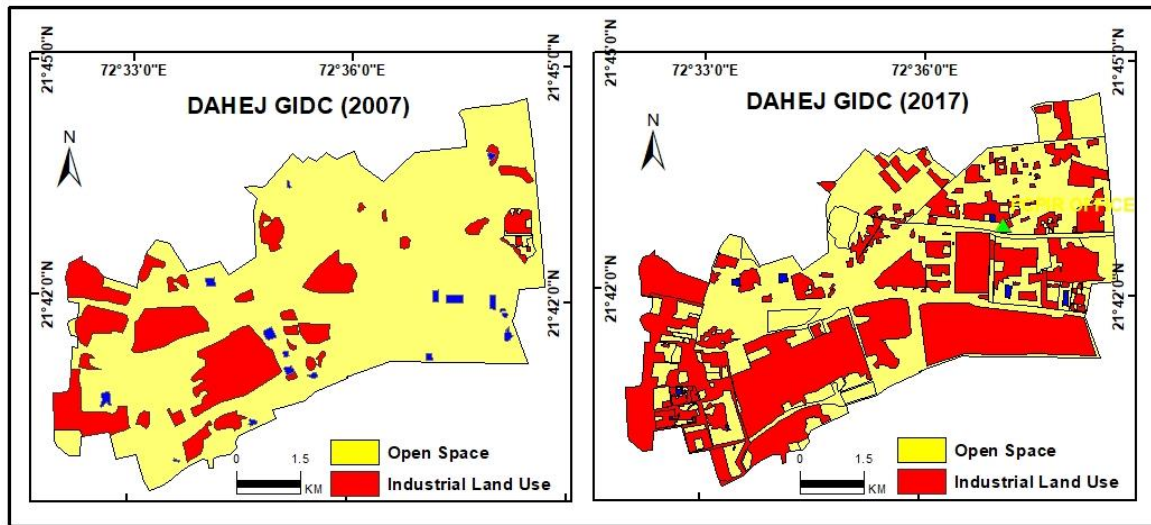 72°33'0"E
72°36'0"E
21°45'0"N
21°45'0"N
DAHEJ GIDC (2007)
N
21°42'0"N
21°42'0"N
Open Space
0
1.5
KM
Industrial Land Use
72°33'0"E
72°36'0"E
21°45'0"N
21°45'0"N
DAHEJ GIDC (2017)
N
OFFICE
21°42'0"N
21°42'0"N
Open Space
0
1.5
KM
Industrial Land Use